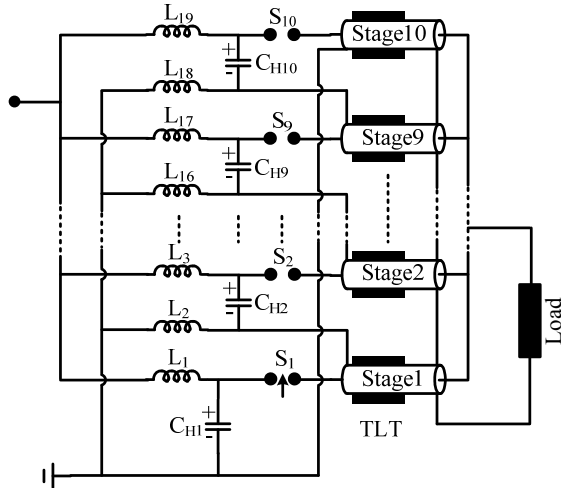 L19 S10 Stage10
+
- CH10
L18
L17 S9 Stage9
+
- CH9
L16
L3 S2 Stage2
+
- CH2
L2
L1 S1 Stage1
+
- CH1
TLT
Load